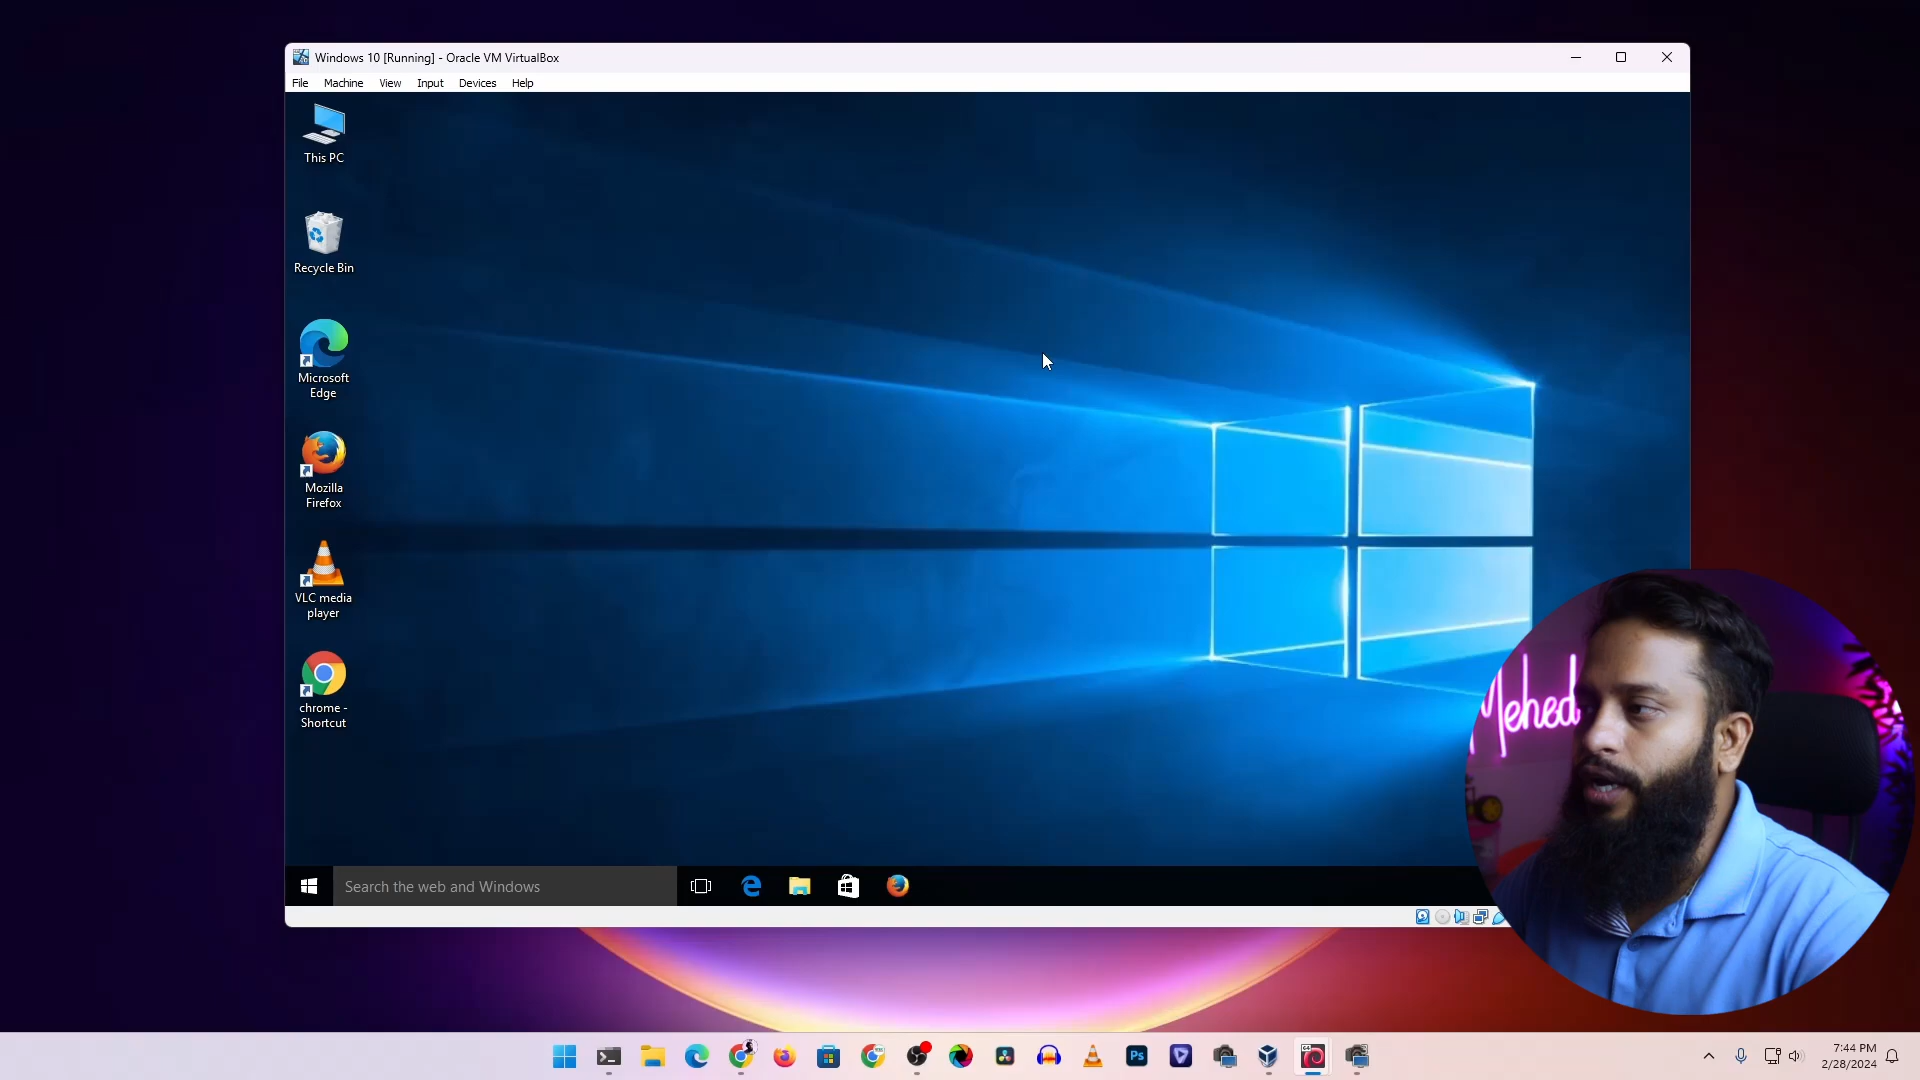 Windows 10 [Running] - Oracle VM VirtualBox
File Machine View Input Devices Help
This PC
Recycle Bin
Microsoft
Edge
Mozilla
Firefox
VLC media
player
chrome -
Shortcut
Mehed
Search the web and Windows
Ps
7:44 PM
2/28/2024